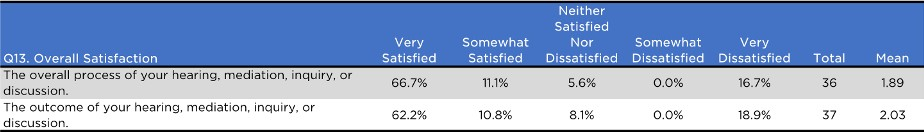 Neither
Satisfied
Very Somewhat Nor Somewhat Very
Q13. Overall Satisfaction Satisfied Satisfied Dissatisfied Dissatisfied Dissatisfied Total Mean
The overall process of your hearing, mediation, inquiry, or
discussion. 66.7% 11.1% 5.6% 0.0% 16.7% 36 1.89
The outcome of your hearing, mediation, inquiry, or
discussion. 62.2% 10.8% 8.1% 0.0% 18.9% 37 2.03